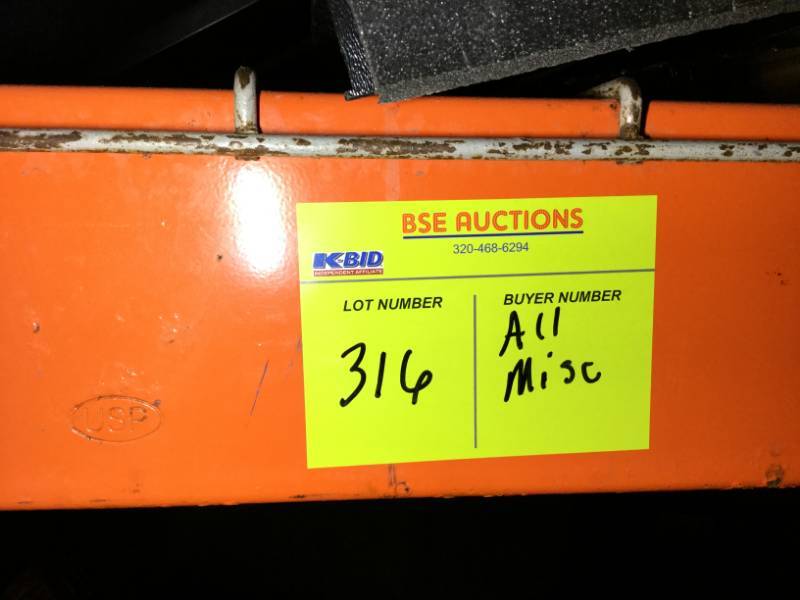 BSE AUCTIONS
320-468-6294
K-BID
INDEPENDENT AFFILIATE
LOT NUMBER
316
BUYER NUMBER
All
Misc
USP